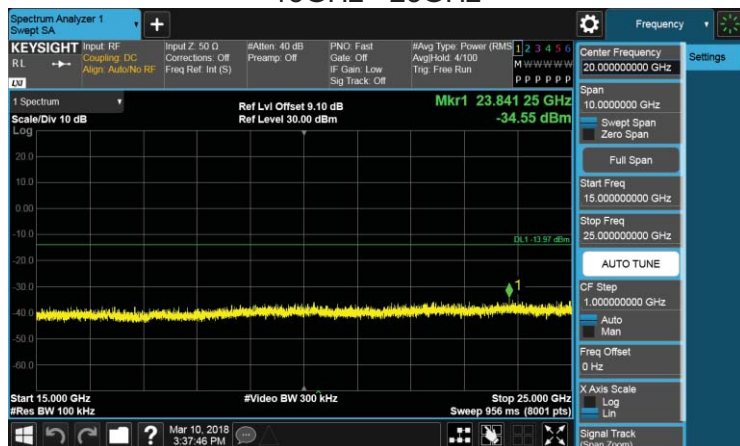 Spectrum Analyzer 1
Swept SA
Frequency
KEYSIGHT
RL
LXI
Input: RF
Coupling: DC
Align: Auto/No RF
Input Z: 50 Ω
Corrections: Off
Freq Ref: Int (S)
#Atten: 40 dB
Preamp: Off
PNO: Fast
Gate: Off
IF Gain: Low
Sig Track: Off
#Avg Type: Power (RMS
Avg|Hold: 4/100
Trig: Free Run
1 2 3 4 5 6
M W W W W W
P P P P P P
1 Spectrum
Scale/Div 10 dB
Log
Ref Lvl Offset 9.10 dB
Ref Level 30.00 dBm
Mkr1 23.841 25 GHz
-34.55 dBm
20.0
10.0
0.00
-10.0
-20.0
-30.0
-40.0
-50.0
-60.0
DL1 -13.97 dBm
1
Start 15.000 GHz
#Res BW 100 kHz
#Video BW 300 kHz
Stop 25.000 GHz
Sweep 956 ms (8001 pts)
Mar 10, 2018
3:37:46 PM
Center Frequency
20.000000000 GHz
Settings
Span
10.0000000 GHz
Swept Span
Zero Span
Full Span
Start Freq
15.000000000 GHz
Stop Freq
25.000000000 GHz
AUTO TUNE
CF Step
1.000000000 GHz
Auto
Man
Freq Offset
0 Hz
X Axis Scale
Log
Lin
Signal Track
(Span Zoom)